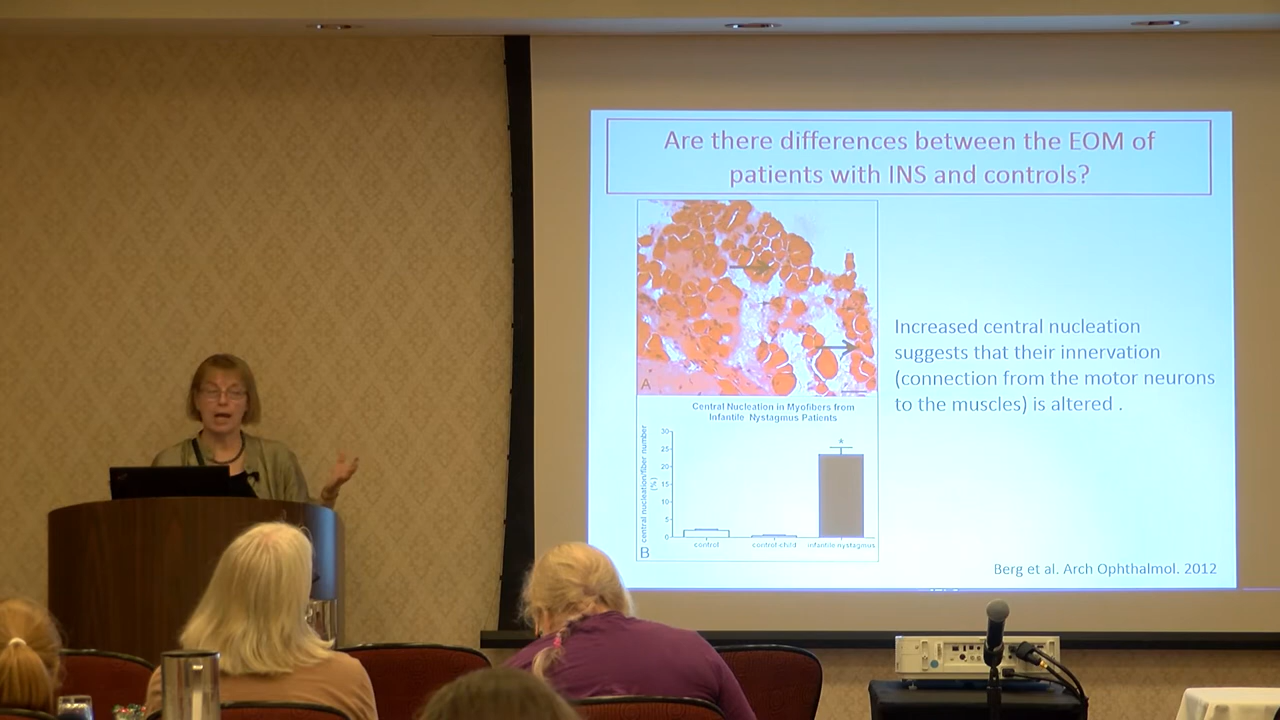 Are there differences between the EOM of
patients with INS and controls?
A
Increased central nucleation
suggests that their innervation
(connection from the motor neurons
to the muscles) is altered .
Central Nucleation in Myofibers from
Infantile Nystagmus Patients
central nucleation/fiber number
(%)
30
25
20
15
10
5
0
*
control
control child
infantile nystagmus
B
Berg et al. Arch Ophthalmol. 2012